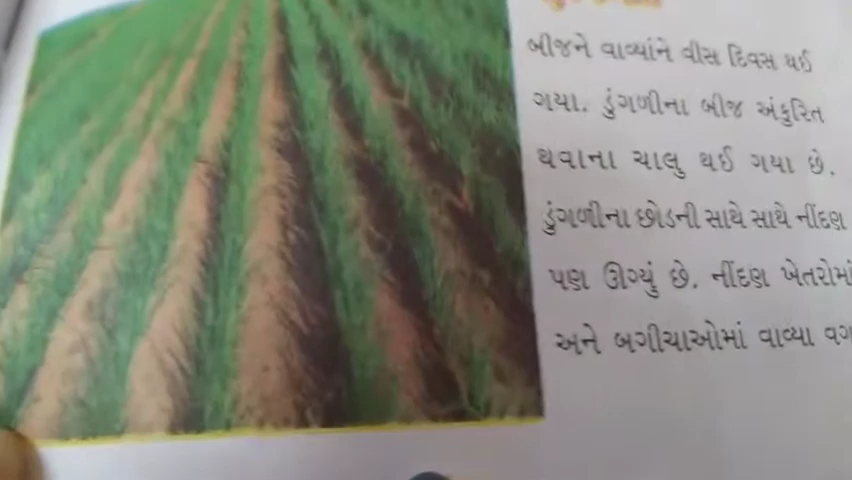 બીજને વાવ્યાંને વીસ દિવસ થઈ
ગયા. ડુંગળીના બીજ અંકુરિત
થવાના ચાલુ થઈ ગયા છે.
ડુંગળીના છોડની સાથે સાથે નીંદણ
પણ ઊગ્યું છે. નીંદણ ખેતરોમાં
અને બગીચાઓમાં વાવ્યા